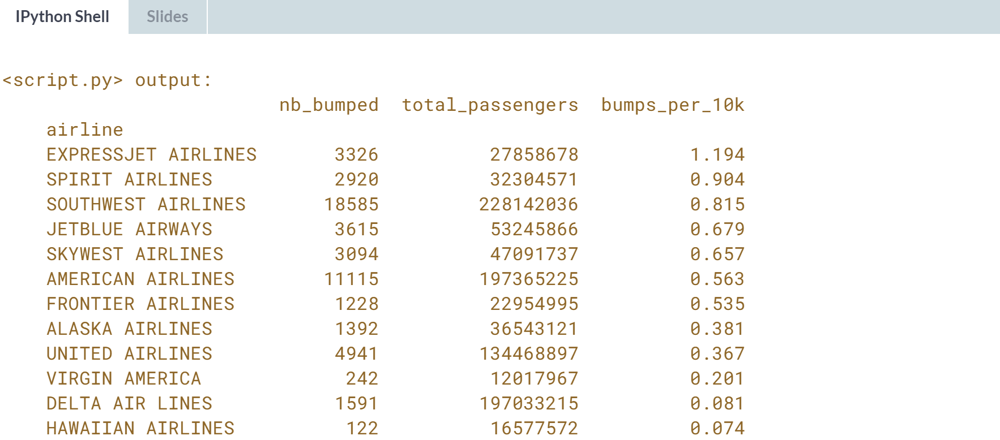 IPython Shell Slides
<script.py> output:
nb_bumped total_passengers bumps_per_10k
airline
EXPRESSJET AIRLINES 3326 27858678 1.194
SPIRIT AIRLINES 2920 32304571 0.904
SOUTHWEST AIRLINES 18585 228142036 0.815
JETBLUE AIRWAYS 3615 53245866 0.679
SKYWEST AIRLINES 3094 47091737 0.657
AMERICAN AIRLINES 11115 197365225 0.563
FRONTIER AIRLINES 1228 22954995 0.535
ALASKA AIRLINES 1392 36543121 0.381
UNITED AIRLINES 4941 134468897 0.367
VIRGIN AMERICA 242 12017967 0.201
DELTA AIR LINES 1591 197033215 0.081
HAWAIIAN AIRLINES 122 16577572 0.074